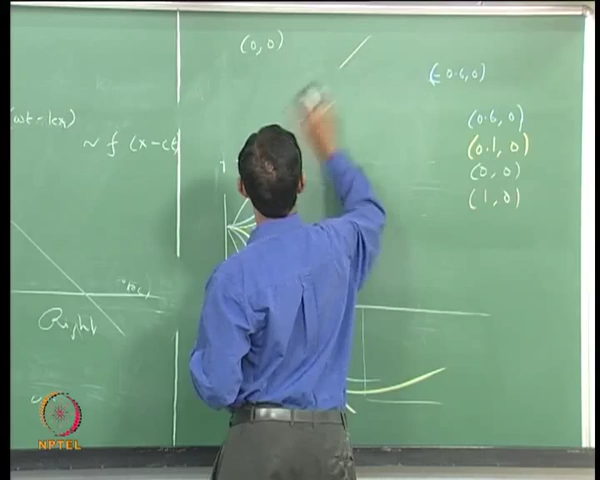 (ωt - kx)
~ f (x-ct)
Right
(0, 0)
(-0.6, 0)
(0.6, 0)
(0.1, 0)
(0, 0)
(1, 0)
NPTEL